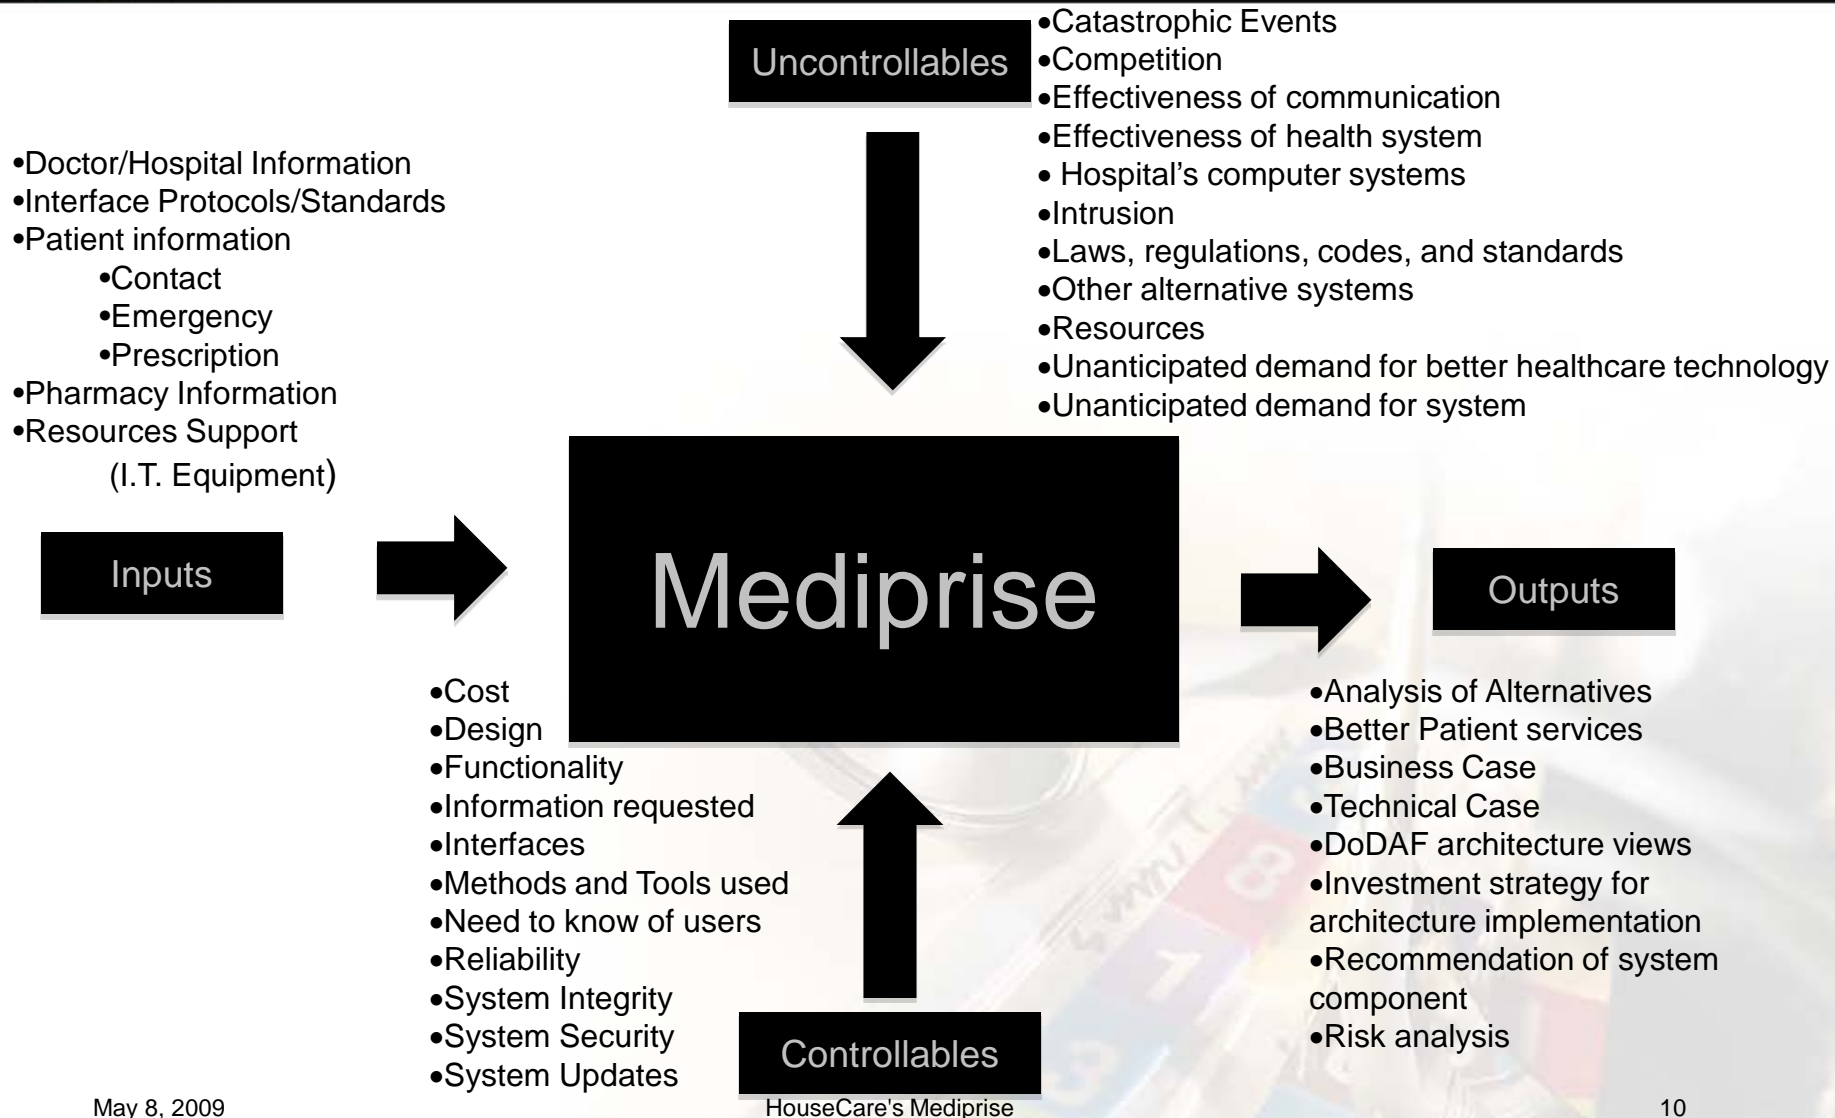 Uncontrollables
•Catastrophic Events
•Competition
•Effectiveness of communication
•Effectiveness of health system
• Hospital's computer systems
•Intrusion
•Laws, regulations, codes, and standards
•Other alternative systems
•Resources
•Unanticipated demand for better healthcare technology
•Unanticipated demand for system
•Doctor/Hospital Information
•Interface Protocols/Standards
•Patient information
•Contact
•Emergency
•Prescription
•Pharmacy Information
•Resources Support
(I.T. Equipment)
Inputs
Mediprise
Outputs
•Cost
•Design
•Functionality
•Information requested
•Interfaces
•Methods and Tools used
•Need to know of users
•Reliability
•System Integrity
•System Security
•System Updates
Controllables
•Analysis of Alternatives
•Better Patient services
•Business Case
•Technical Case
•DoDAF architecture views
•Investment strategy for
architecture implementation
•Recommendation of system
component
•Risk analysis
May 8, 2009
HouseCare's Mediprise
10